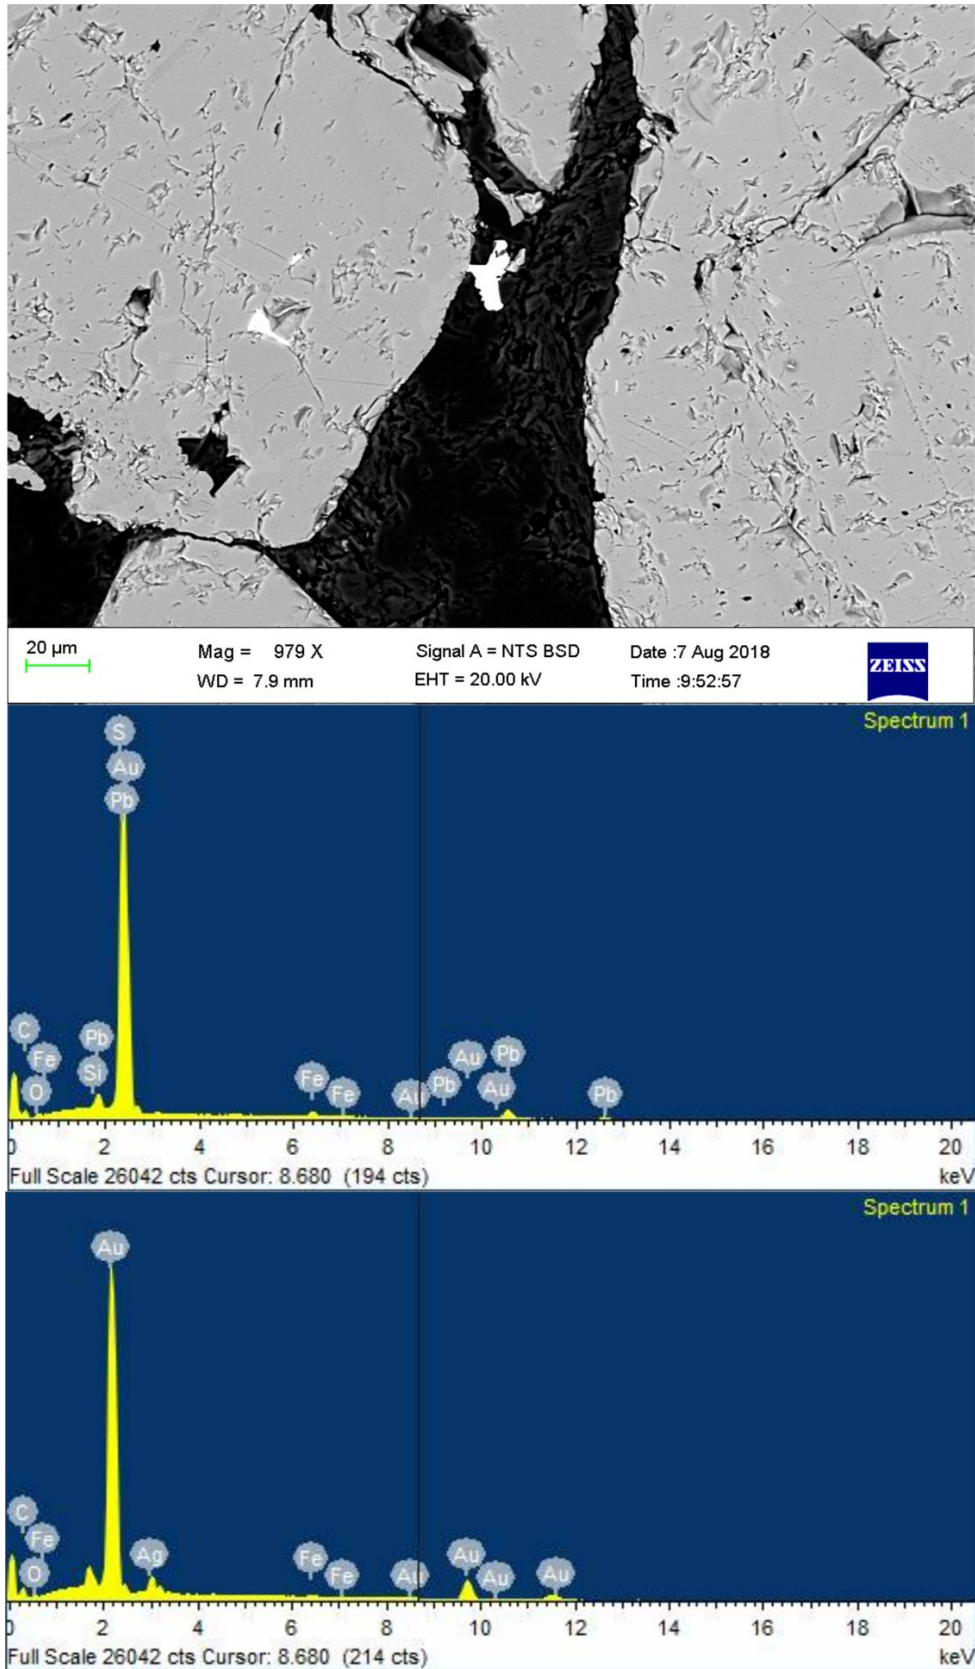 20 µm
Mag = 979 X
Signal A = NTS BSD
Date :7 Aug 2018
ZEISS
WD = 7.9 mm
EHT = 20.00 kV
Time :9:52:57
Spectrum 1
S
Au
Pb
C
Pb
Fe
Si
O
Fe
Fe
Au
Pb
Au
Au
Pb
Pb
0 2 4 6 8 10 12 14 16 18 20
Full Scale 26042 cts Cursor: 8.680 (194 cts) keV
Spectrum 1
Au
C
Fe
O
Ag
Fe
Fe
Au
Au
Au
Au
0 2 4 6 8 10 12 14 16 18 20
Full Scale 26042 cts Cursor: 8.680 (214 cts) keV